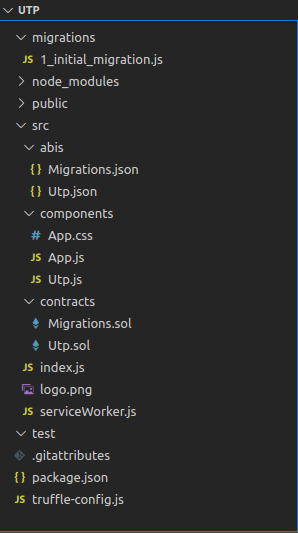 UTP
migrations
JS 1_initial_migration.js
node_modules
public
src
abis
{} Migrations.json
{} Utp.json
components
# App.css
JS App.js
JS Utp.js
contracts
Migrations.sol
Utp.sol
JS index.js
logo.png
JS serviceWorker.js
test
.gitattributes
{} package.json
JS truffle-config.js